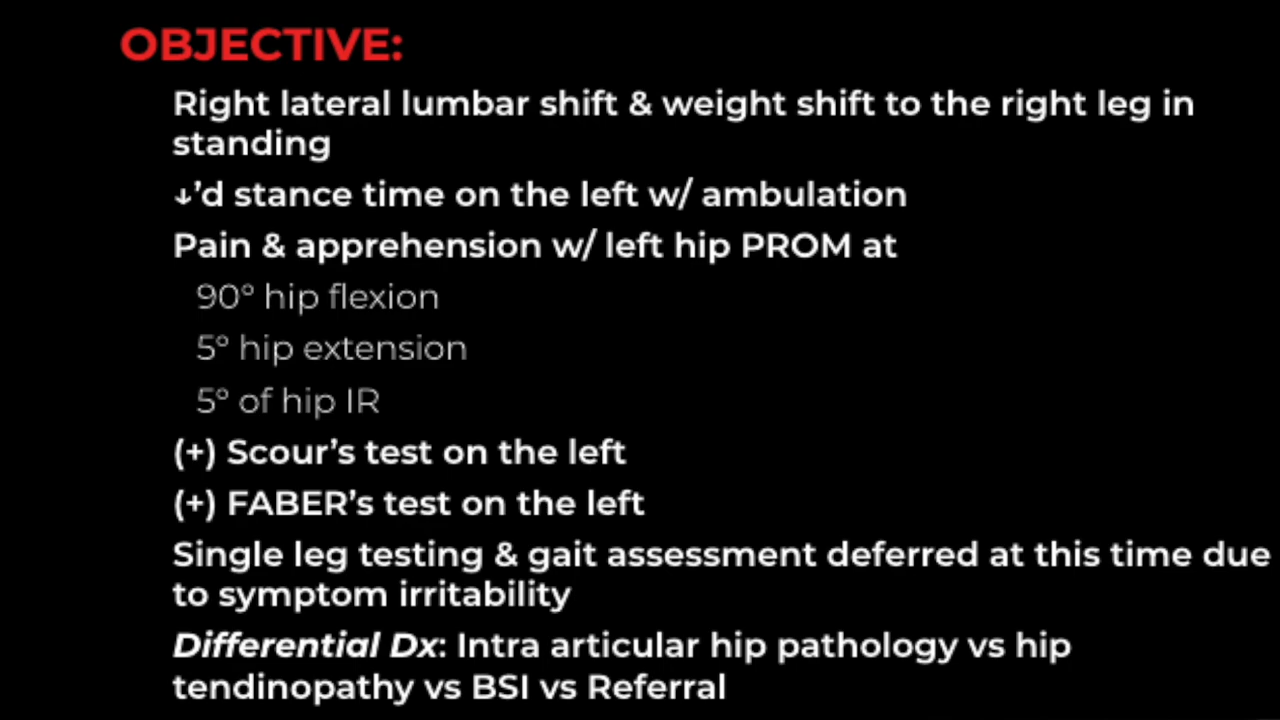 OBJECTIVE:
Right lateral lumbar shift & weight shift to the right leg in
standing
↓’d stance time on the left w/ ambulation
Pain & apprehension w/ left hip PROM at
90° hip flexion
5° hip extension
5° of hip IR
(+) Scour’s test on the left
(+) FABER’s test on the left
Single leg testing & gait assessment deferred at this time due
to symptom irritability
Differential Dx: Intra articular hip pathology vs hip
tendinopathy vs BSI vs Referral